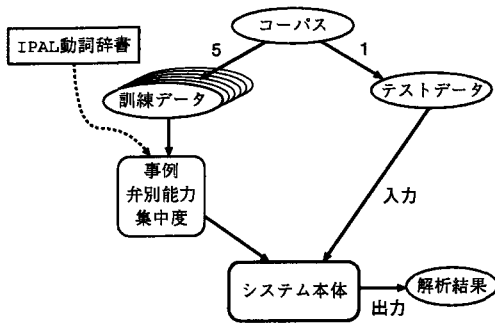 コーパス
IPAL動詞辞書
5
1
訓練データ
テストデータ
事例
弁別能力
集中度
入力
システム本体
出力
解析結果